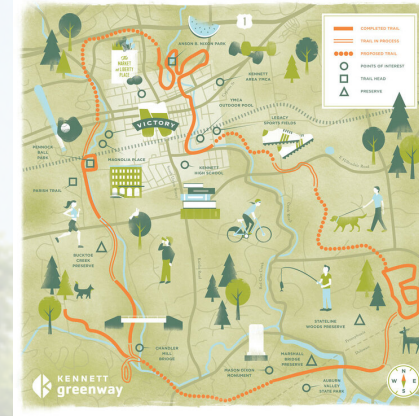 1
COMPLETED TRAIL
TRAIL IN PROCESS
PROPOSED TRAIL
POINTS OF INTEREST
TRAIL HEAD
PRESERVE
ANSON B. NIXON PARK
KENNETT
AREA YMCA
THE
MARKET
AT LIBERTY
PLACE
YMCA
OUTDOOR POOL
LEGACY
SPORTS FIELDS
VICTORY
PENNOCK
BALL
PARK
MAGNOLIA PLACE
KENNETT
HIGH SCHOOL
PARISH TRAIL
BUCKTOE
CREEK
PRESERVE
STATELINE
WOODS PRESERVE
CHANDLER
MILL
BRIDGE
MARSHALL
BRIDGE
PRESERVE
MASON DIXON
MONUMENT
AUBURN
VALLEY
STATE PARK
KENNETT
greenway
N
W E
S